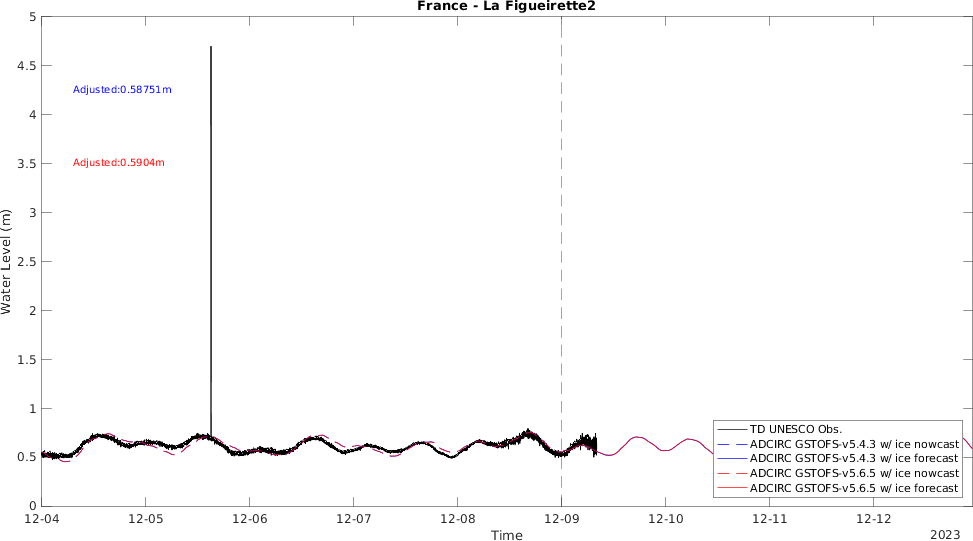 France - La Figueirette2
5
4.5
4
3.5
3
2.5
2
1.5
1
0.5
0
Water Level (m)
Adjusted:0.58751m
Adjusted:0.5904m
TD UNESCO Obs.
ADCIRC GSTOFS-v5.4.3 w/ ice nowcast
ADCIRC GSTOFS-v5.4.3 w/ ice forecast
ADCIRC GSTOFS-v5.6.5 w/ ice nowcast
ADCIRC GSTOFS-v5.6.5 w/ ice forecast
12-04 12-05 12-06 12-07 12-08 12-09 12-10 12-11 12-12
Time
2023